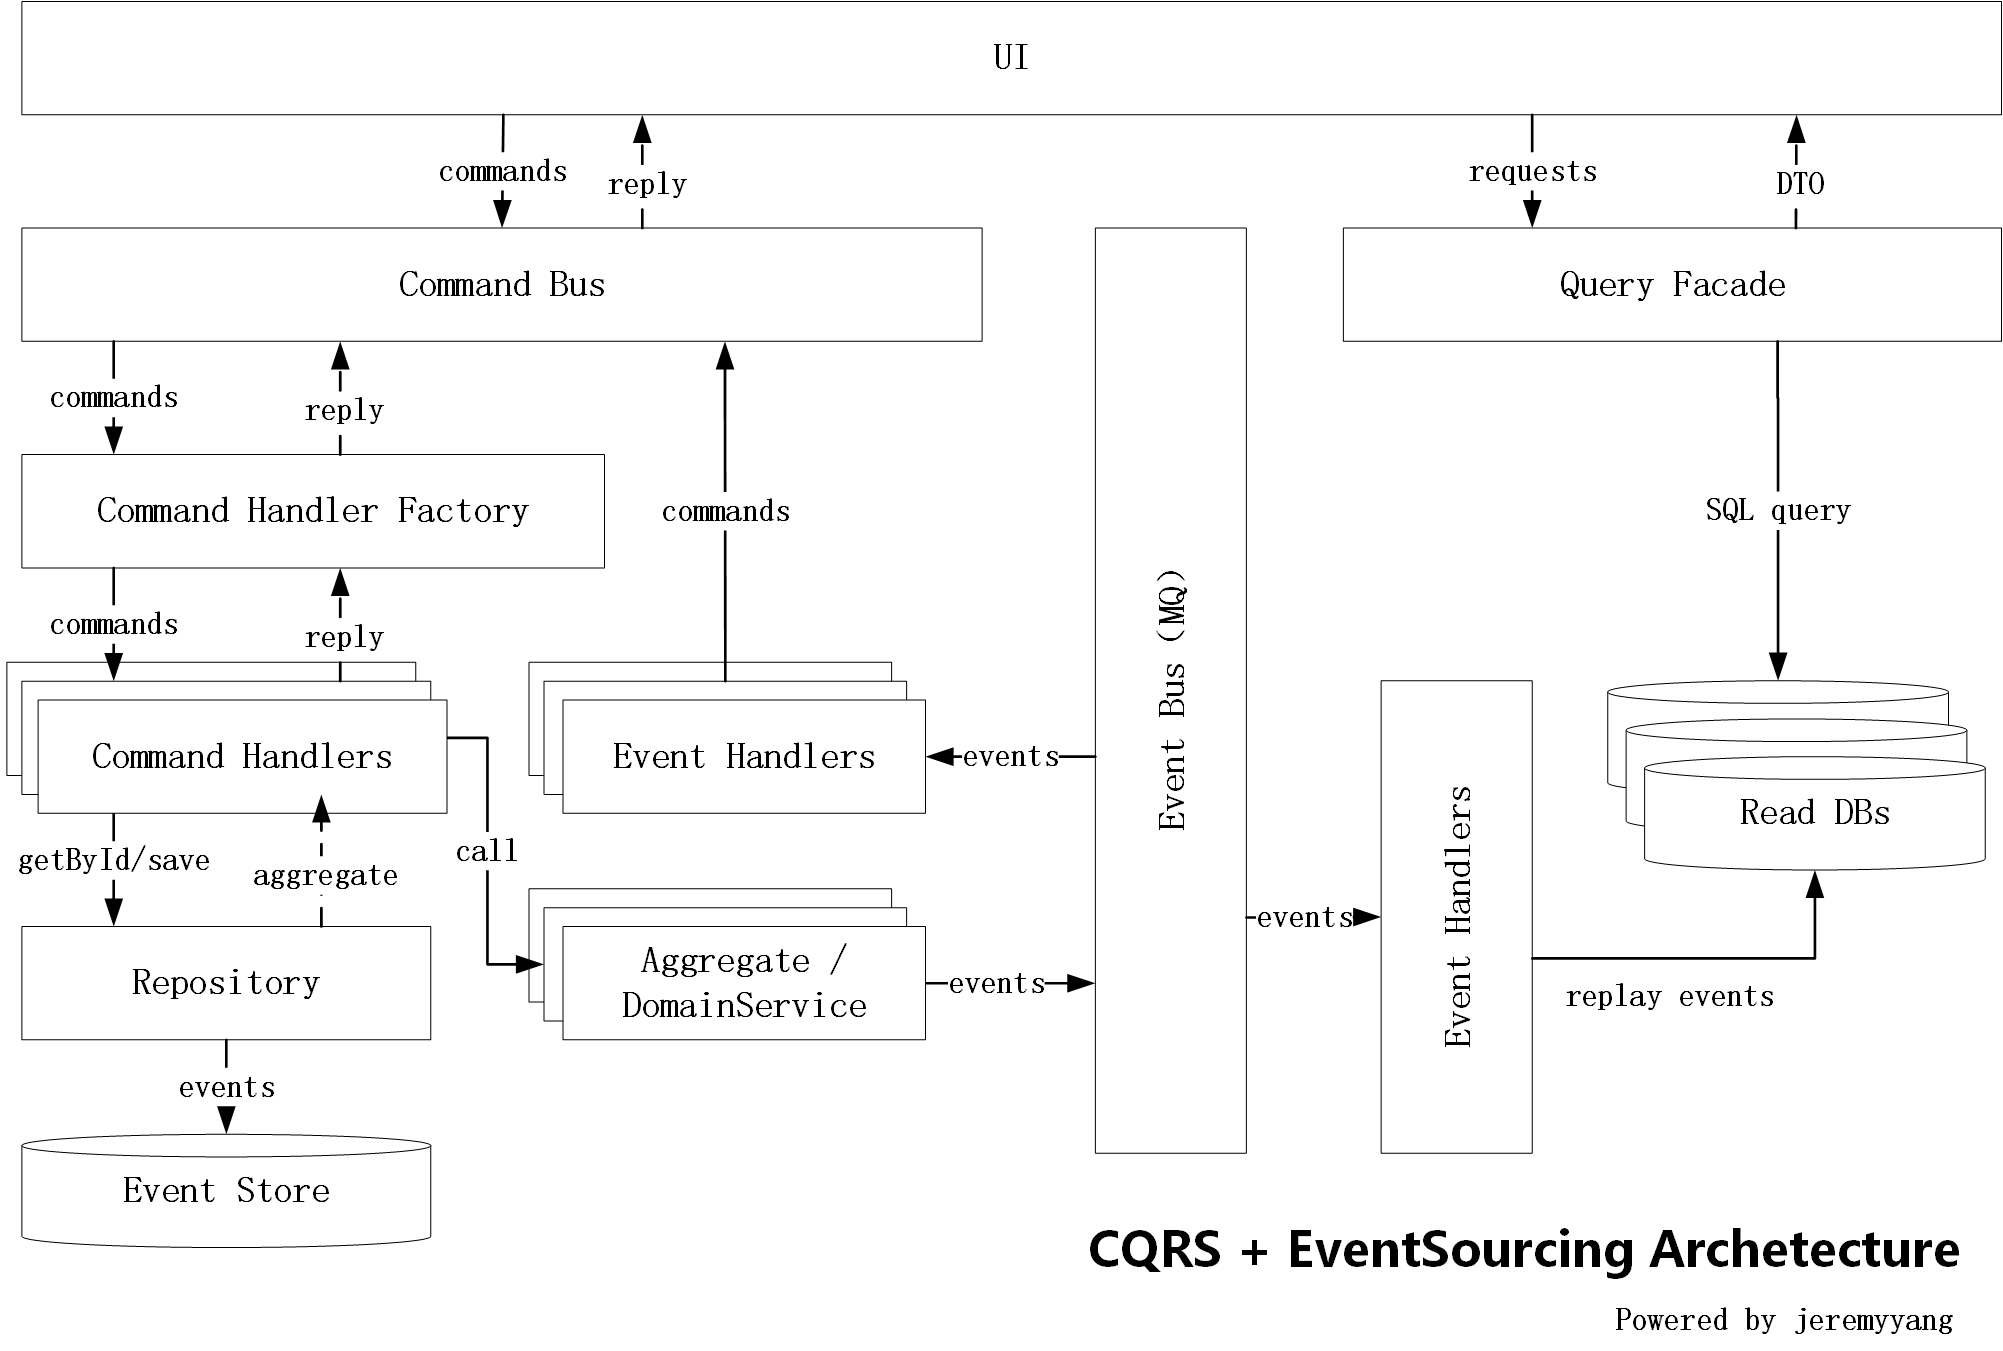 UI
commands
reply
requests
DTO
Command Bus
Query Facade
commands
reply
Command Handler Factory
commands
SQL query
commands
reply
Event Bus (MQ)
Command Handlers
Event Handlers
events
Read DBs
getById/save
aggregate
call
Event Handlers
events
Repository
Aggregate /
DomainService
events
replay events
events
Event Store
CQRS + EventSourcing Archetecture
Powered by jeremyyang